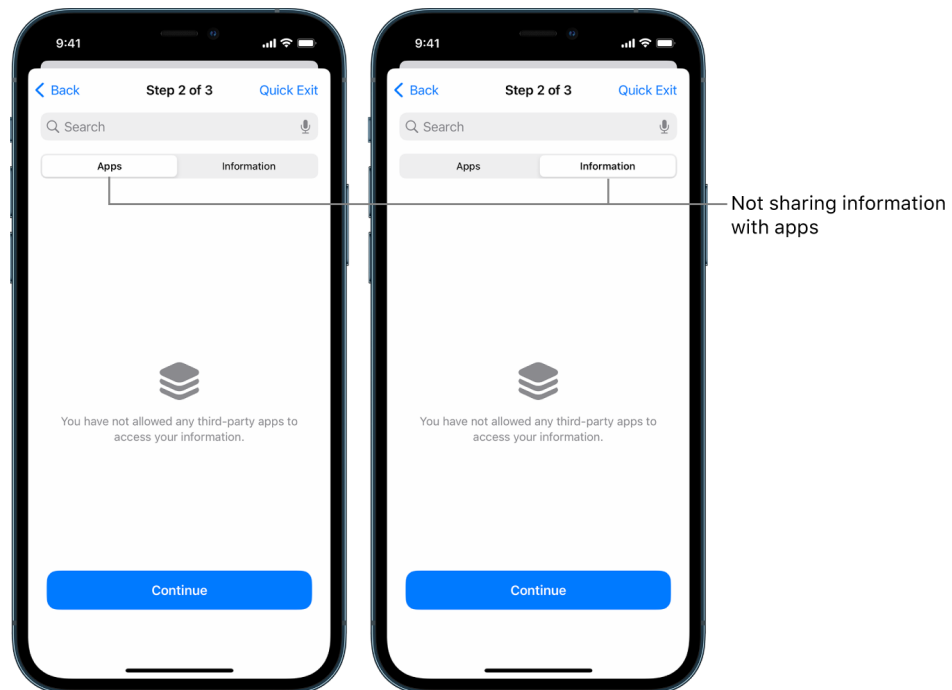 9:41
Back Step 2 of 3 Quick Exit
Search
Apps Information
You have not allowed any third-party apps to
access your information.
Continue
9:41
Back Step 2 of 3 Quick Exit
Search
Apps Information
You have not allowed any third-party apps to
access your information.
Continue
Not sharing information
with apps